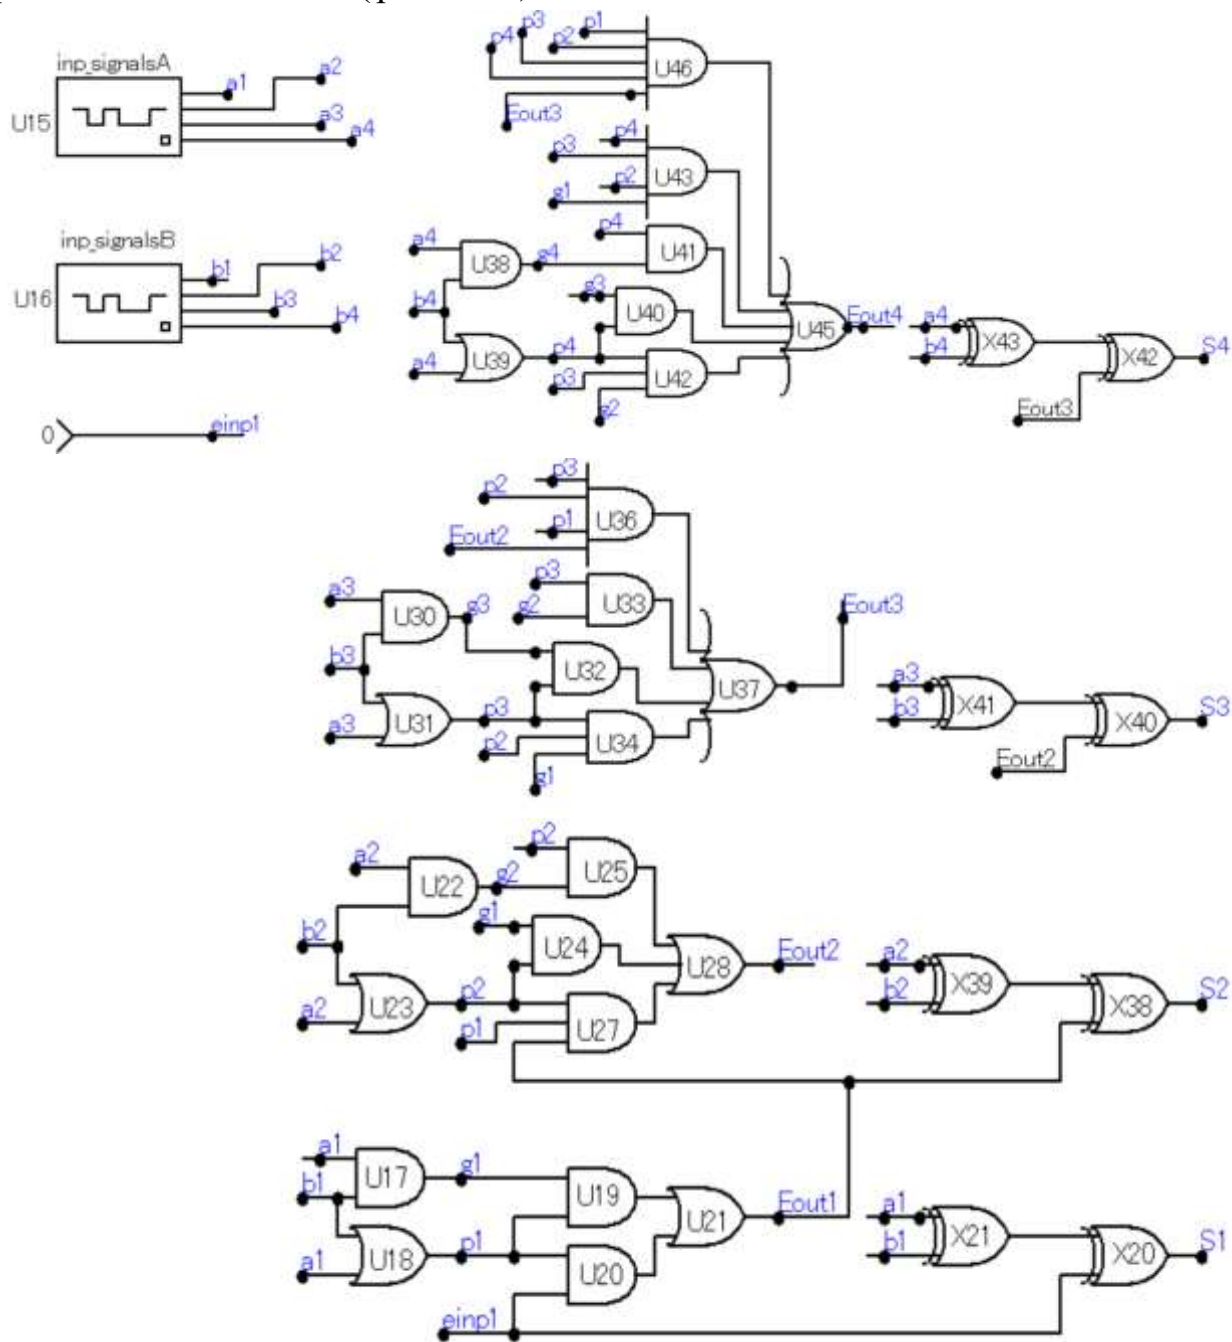 p3 p1
p4 p2
U46
inp_signalsA
a1 a2
U15
a3
a4
Eout3
p4
p3
U43
p2
g1
inp_signalsB
b1 b2
U16
b3
b4
a4
U38
g4
p4
U41
b4
g3
U40
U45
Eout4
a4
b4
X43
X42
S4
a4
U39
p4
p3
U42
g2
Eout3
0
einp1
p3
p2
U36
p1
Eout2
a3
U30
g3
p3
g2
U33
Eout3
b3
U32
U37
a3
b3
X41
X40
S3
a3
U31
p3
p2
U34
g1
Eout2
a2
U22
g2
p2
U25
b2
g1
U24
U28
Eout2
a2
b2
X39
X38
S2
a2
U23
p2
p1
U27
a1
b1
U17
g1
U19
U21
Eout1
a1
b1
X21
X20
S1
a1
U18
p1
U20
einp1